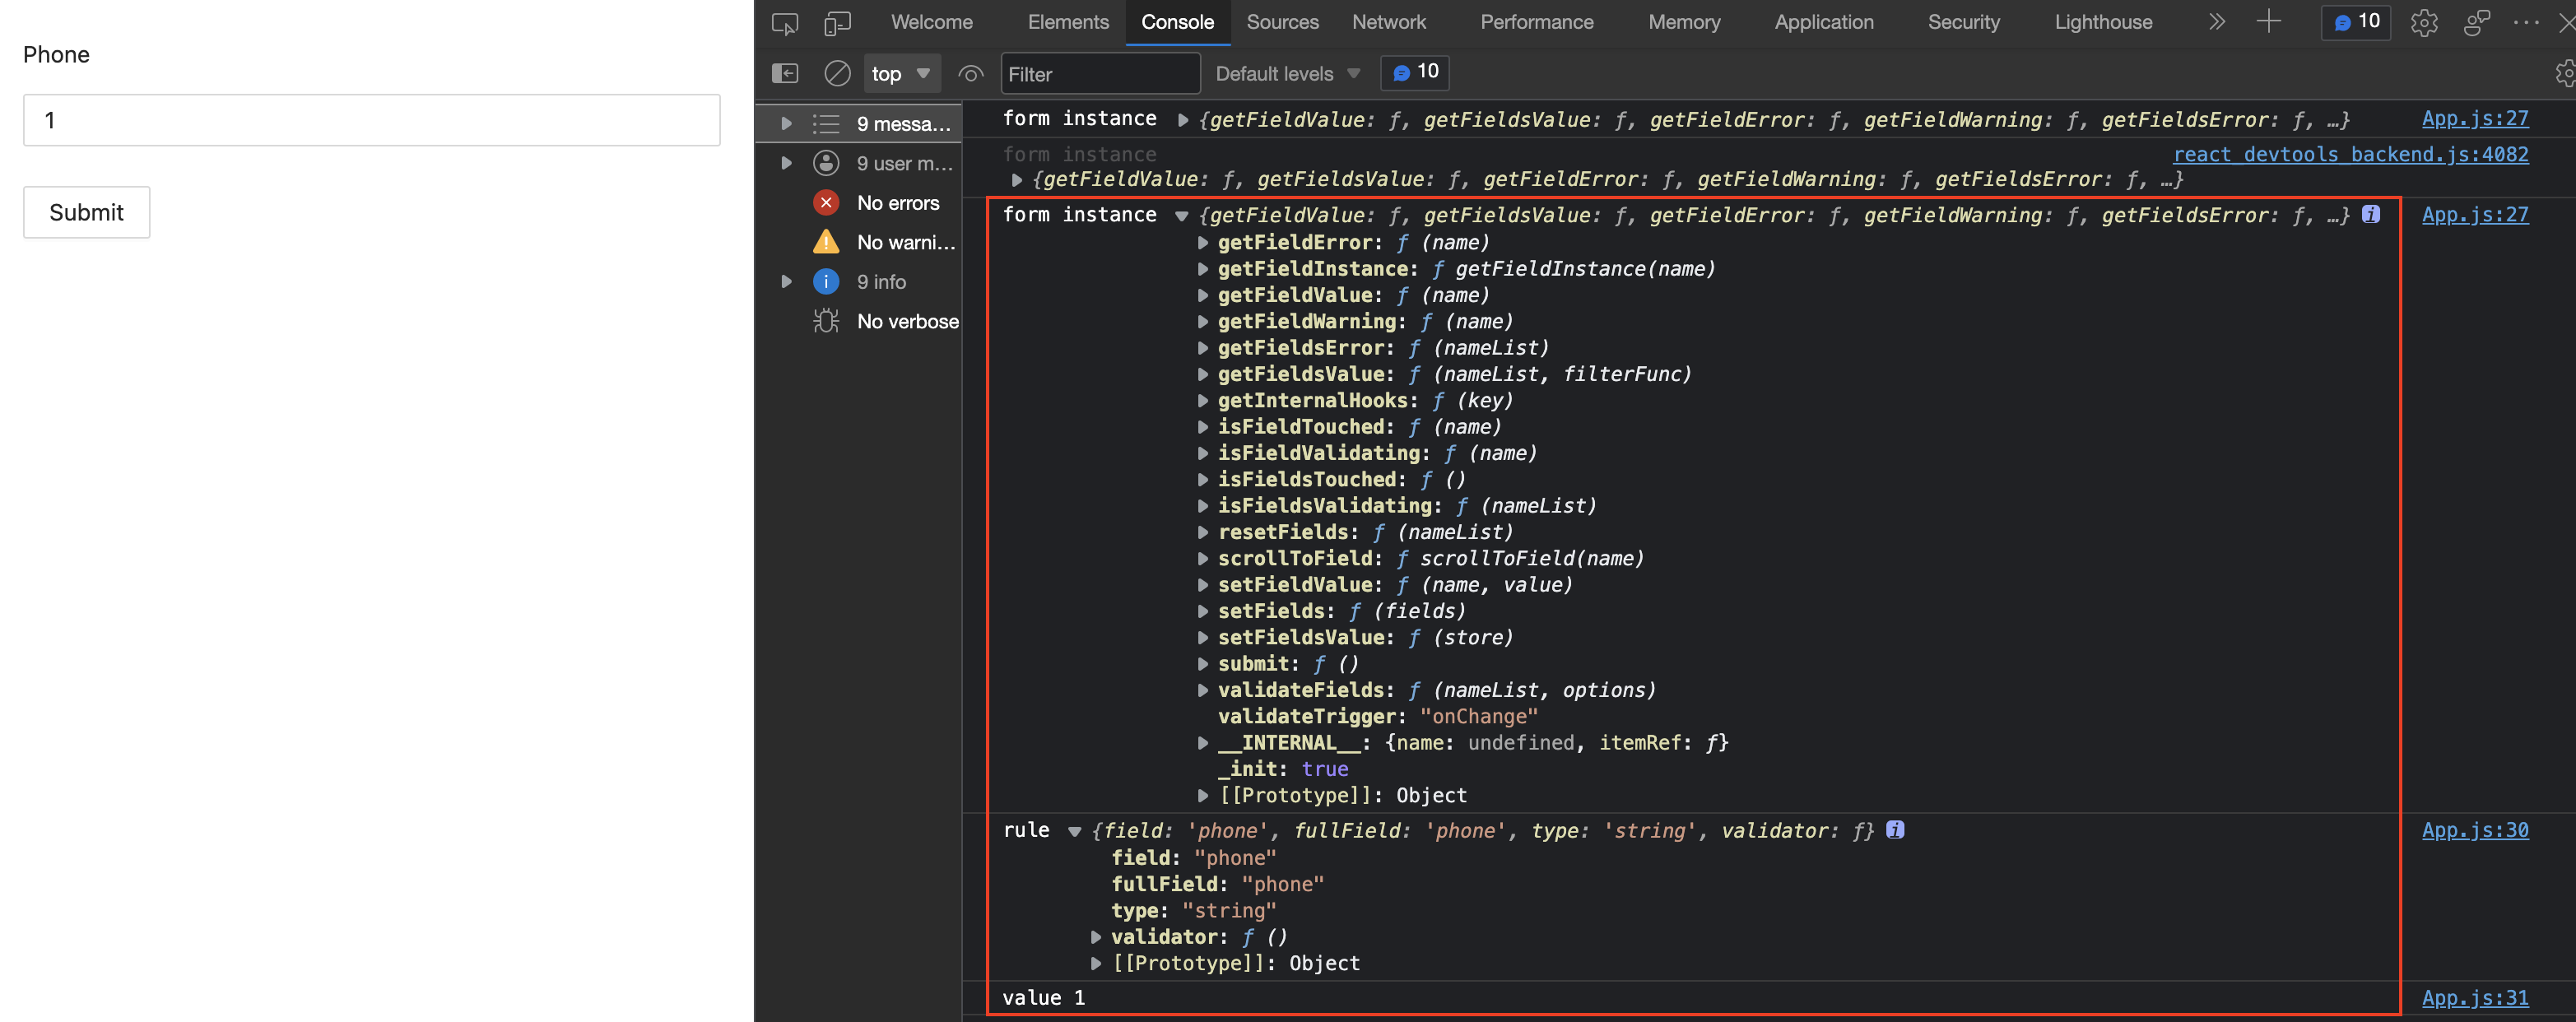 Phone
1
Submit
Welcome Elements Console Sources Network Performance Memory Application Security Lighthouse 10
top Filter Default levels 10
9 messa...
9 user m...
No errors
No warni...
9 info
No verbose
form instance {getFieldValue: ƒ, getFieldsValue: ƒ, getFieldError: ƒ, getFieldWarning: ƒ, getFieldsError: ƒ, …} App.js:27
form instance react_devtools_backend.js:4082
{getFieldValue: ƒ, getFieldsValue: ƒ, getFieldError: ƒ, getFieldWarning: ƒ, getFieldsError: ƒ, …}
form instance {getFieldValue: ƒ, getFieldsValue: ƒ, getFieldError: ƒ, getFieldWarning: ƒ, getFieldsError: ƒ, …} i App.js:27
getFieldError: ƒ (name)
getFieldInstance: ƒ getFieldInstance(name)
getFieldValue: ƒ (name)
getFieldWarning: ƒ (name)
getFieldsError: ƒ (nameList)
getFieldsValue: ƒ (nameList, filterFunc)
getInternalHooks: ƒ (key)
isFieldTouched: ƒ (name)
isFieldValidating: ƒ (name)
isFieldsTouched: ƒ ()
isFieldsValidating: ƒ (nameList)
resetFields: ƒ (nameList)
scrollToField: ƒ scrollToField(name)
setFieldValue: ƒ (name, value)
setFields: ƒ (fields)
setFieldsValue: ƒ (store)
submit: ƒ ()
validateFields: ƒ (nameList, options)
validateTrigger: "onChange"
__INTERNAL__: {name: undefined, itemRef: ƒ}
_init: true
[[Prototype]]: Object
rule {field: 'phone', fullField: 'phone', type: 'string', validator: ƒ} i App.js:30
field: "phone"
fullField: "phone"
type: "string"
validator: ƒ ()
[[Prototype]]: Object
value 1 App.js:31